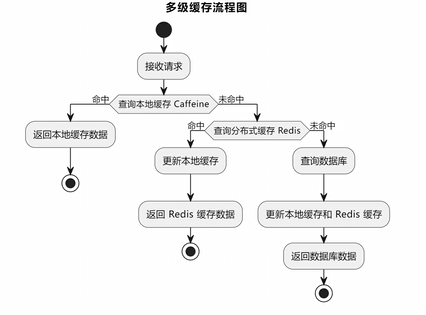 多级缓存流程图
接收请求
命中
查询本地缓存 Caffeine
未命中
返回本地缓存数据
命中
查询分布式缓存 Redis
未命中
更新本地缓存
查询数据库
返回 Redis 缓存数据
更新本地缓存和 Redis 缓存
返回数据库数据